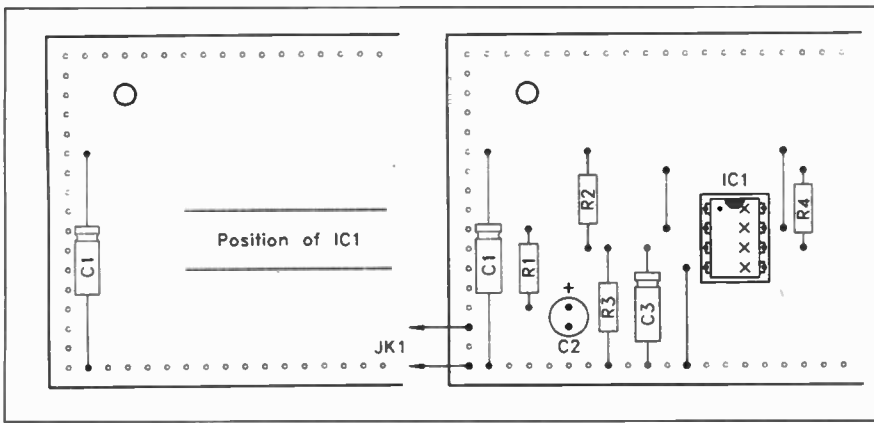 C1
Position of IC1
JK1
C1
R1
R2
C2
+
R3
C3
IC1
R4